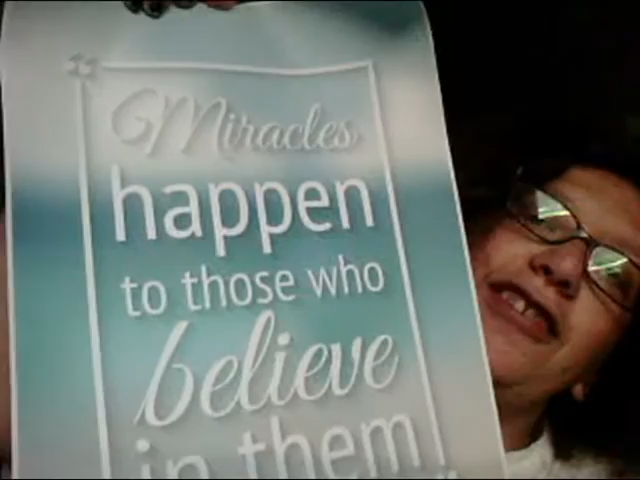 “
Miracles
happen
to those who
believe
in them